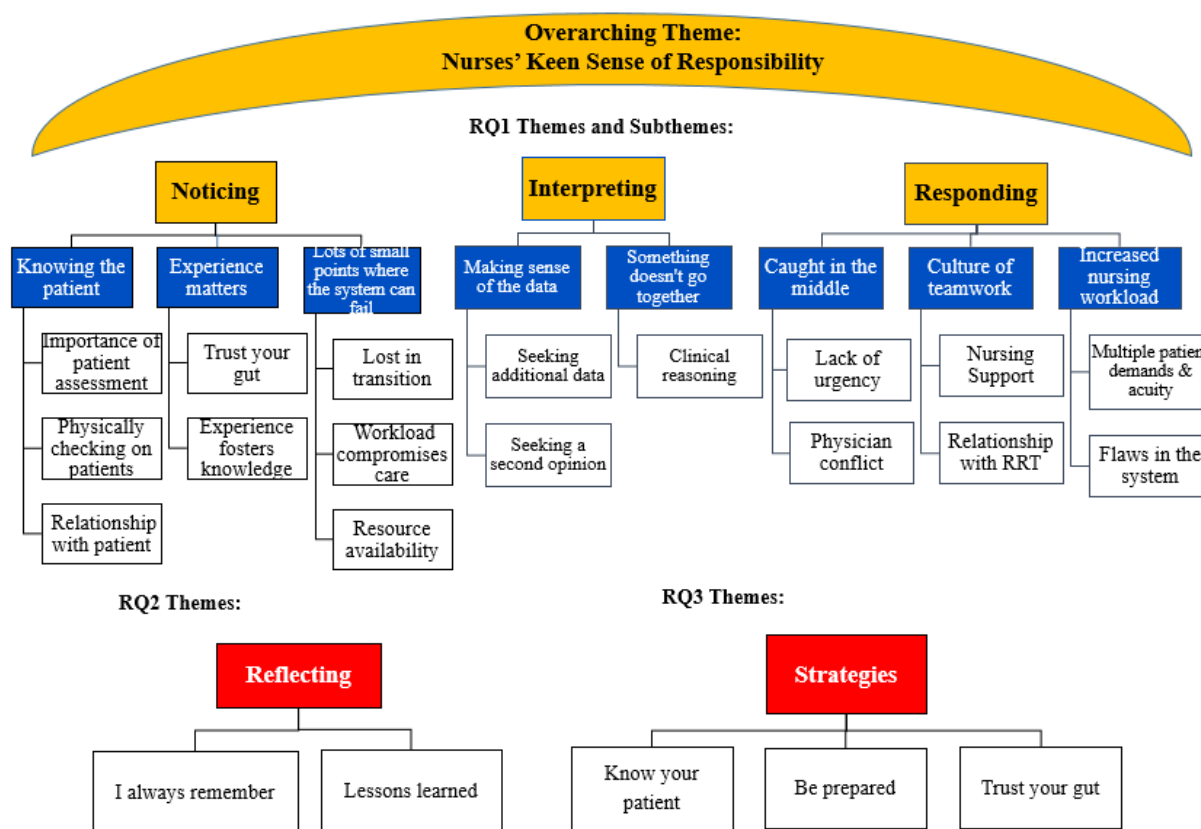 Overarching Theme:
Nurses’ Keen Sense of Responsibility
RQ1 Themes and Subthemes:
Noticing
Interpreting
Responding
Knowing the
patient
Experience
matters
Lots of small
points where
the system can
fail
Making sense
of the data
Something
doesn't go
together
Caught in the
middle
Culture of
teamwork
Increased
nursing
workload
Importance of
patient
assessment
Physically
checking on
patients
Relationship
with patient
Trust your
gut
Experience
fosters
knowledge
Lost in
transition
Workload
compromises
care
Resource
availability
Seeking
additional data
Seeking a
second opinion
Clinical
reasoning
Lack of
urgency
Physician
conflict
Nursing
Support
Relationship
with RRT
Multiple patient
demands &
acuity
Flaws in the
system
RQ2 Themes:
Reflecting
I always remember
Lessons learned
RQ3 Themes:
Strategies
Know your
patient
Be prepared
Trust your gut